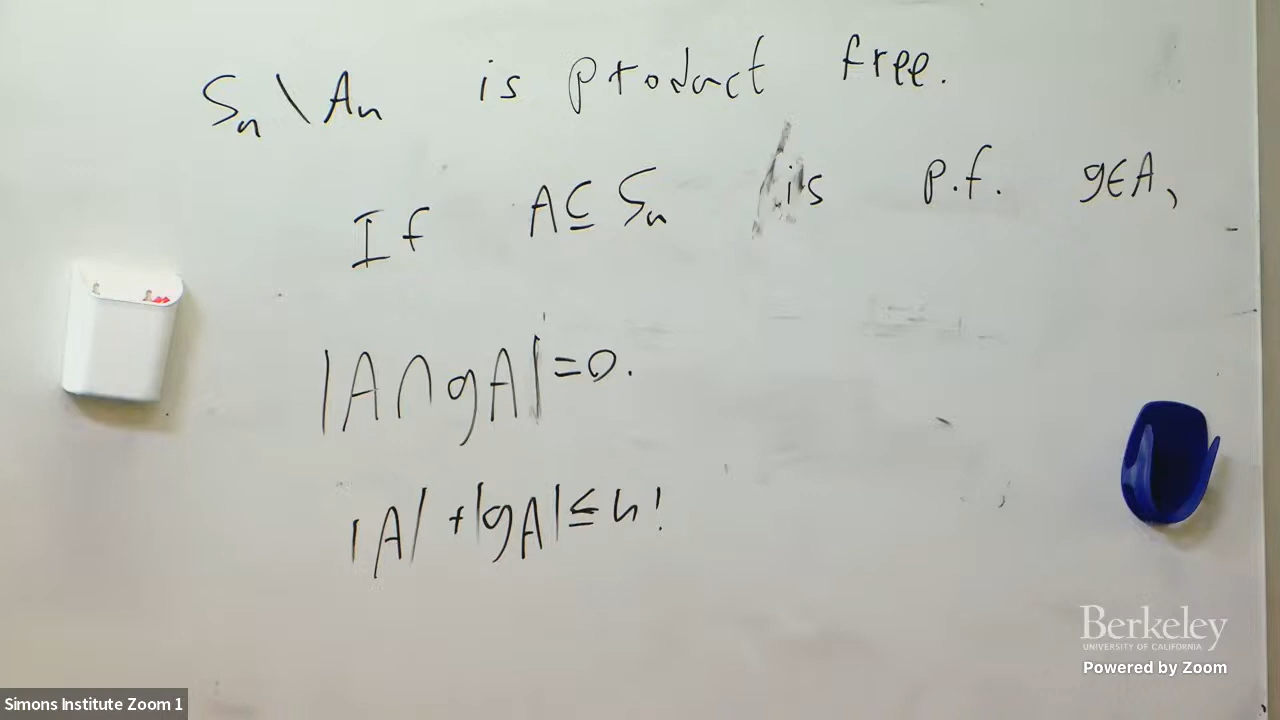 Sₙ \ Aₙ is product free.
If A ⊆ Sₙ is p.f. g∈A,
|A ∩ gA| = 0.
|A| + |gA| ≤ n!
Berkeley
UNIVERSITY OF CALIFORNIA
Powered by Zoom
Simons Institute Zoom 1